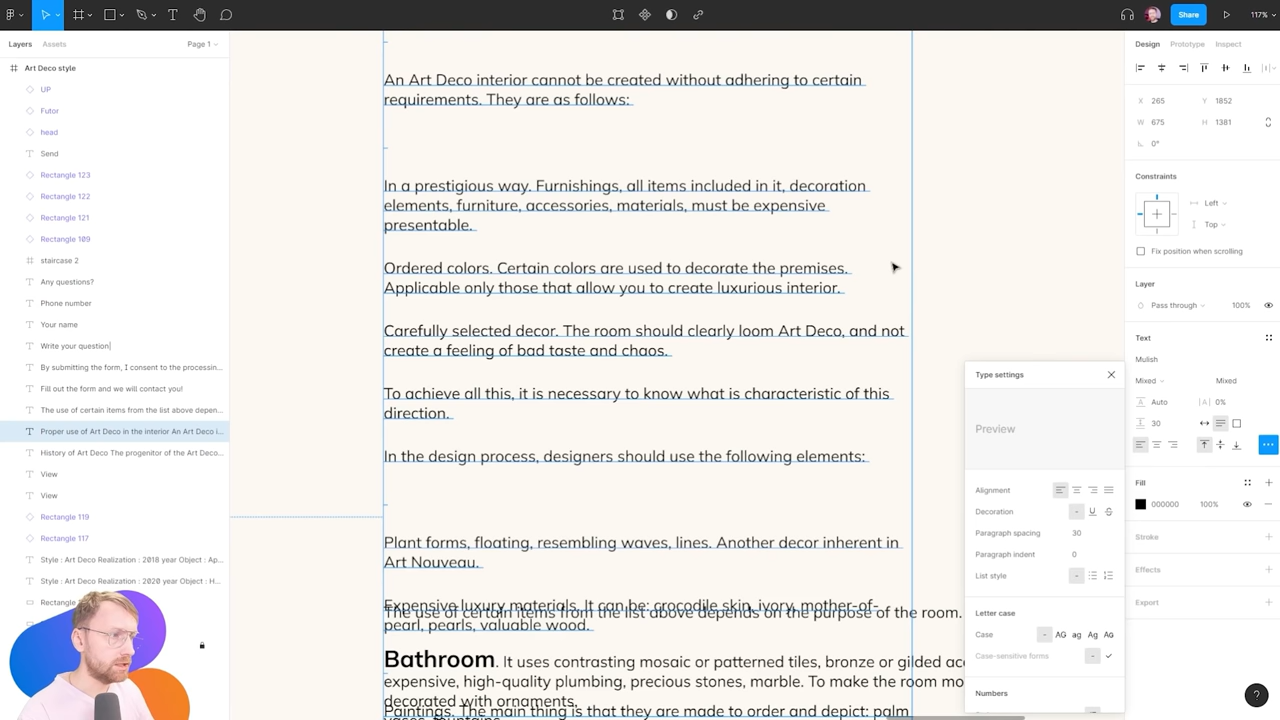 Share
117%
Layers
Assets
Page 1
Art Deco style
UP
Futor
head
Send
Rectangle 123
Rectangle 122
Rectangle 121
Rectangle 109
staircase 2
Any questions?
Phone number
Your name
Write your question|
By submitting the form, I consent to the processin...
Fill out the form and we will contact you!
The use of certain items from the list above depen...
Proper use of Art Deco in the interior An Art Deco i...
History of Art Deco The progenitor of the Art Deco...
View
View
Rectangle 119
Rectangle 117
Style : Art Deco Realization : 2018 year Object : Ap...
Style : Art Deco Realization : 2020 year Object : H...
An Art Deco interior cannot be created without adhering to certain
requirements. They are as follows:
In a prestigious way. Furnishings, all items included in it, decoration
elements, furniture, accessories, materials, must be expensive
presentable.
Ordered colors. Certain colors are used to decorate the premises.
Applicable only those that allow you to create luxurious interior.
Carefully selected decor. The room should clearly loom Art Deco, and not
create a feeling of bad taste and chaos.
To achieve all this, it is necessary to know what is characteristic of this
direction.
In the design process, designers should use the following elements:
Plant forms, floating, resembling waves, lines. Another decor inherent in
Art Nouveau.
Expensive luxury materials. It can be: crocodile skin, ivory, mother-of-
The use of certain items from the list above depends on the purpose of the room.
pearl, pearls, valuable wood.
Bathroom. It uses contrasting mosaic or patterned tiles, bronze or gilded
expensive, high-quality plumbing, precious stones, marble. To make the room
decorated with ornaments.
Paintings. The main thing is that they are made to order and depict: palm
Design
Prototype
Inspect
X 265
Y 1852
W 675
H 1381
0°
Constraints
Left
Top
Fix position when scrolling
Layer
Pass through
100%
Text
Mulish
Mixed
Mixed
Auto
|A| 0%
30
Fill
000000
100%
Stroke
Effects
Export
Type settings
Preview
Alignment
Decoration
- U S
Paragraph spacing
30
Paragraph indent
0
List style
-
Letter case
Case
- AG ag Ag AG
Case-sensitive forms
-
Numbers
?